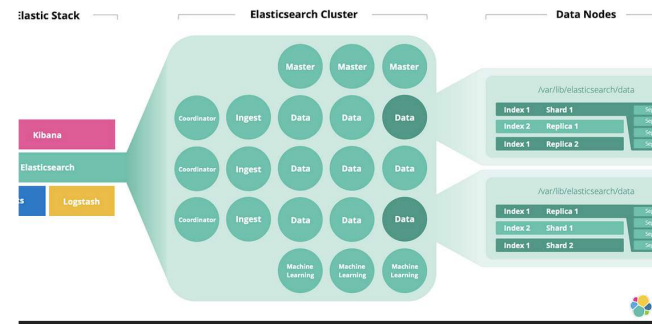 Elastic Stack
Elasticsearch Cluster
Data Nodes
Kibana
Elasticsearch
Logstash
Master Master Master
Coordinator Ingest Data Data Data
Coordinator Ingest Data Data Data
Coordinator Ingest Data Data Data
Machine Learning Machine Learning Machine Learning
/var/lib/elasticsearch/data
Index 1 Shard 1
Index 2 Replica 1
Index 1 Replica 2
/var/lib/elasticsearch/data
Index 1 Replica 1
Index 2 Shard 1
Index 1 Shard 2